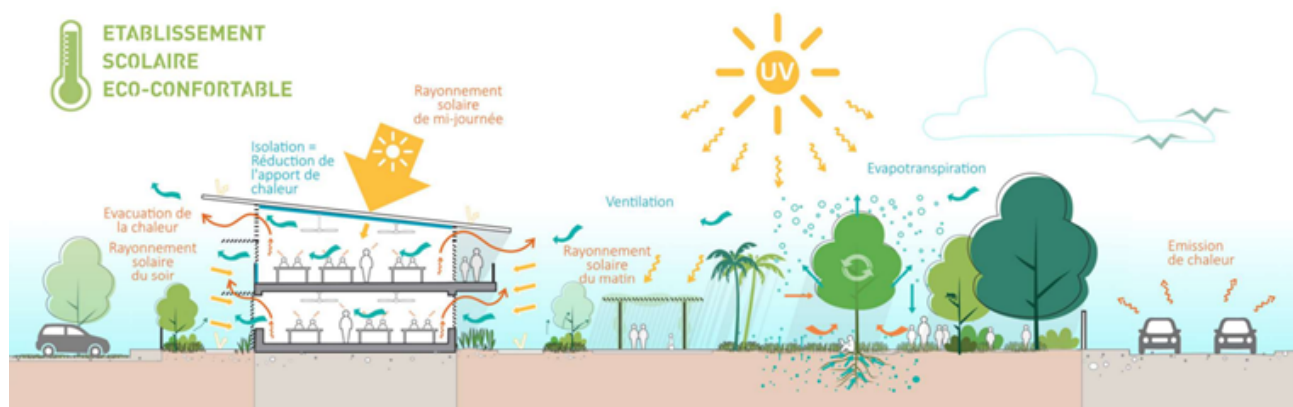 ETABLISSEMENT
SCOLAIRE
ECO-CONFORTABLE
Rayonnement
solaire
de mi-journée
UV
Isolation =
Réduction de
l'apport de
chaleur
Evapotranspiration
Ventilation
Evacuation de
la chaleur
Rayonnement
solaire
du soir
Rayonnement
solaire
du matin
Emission
de chaleur